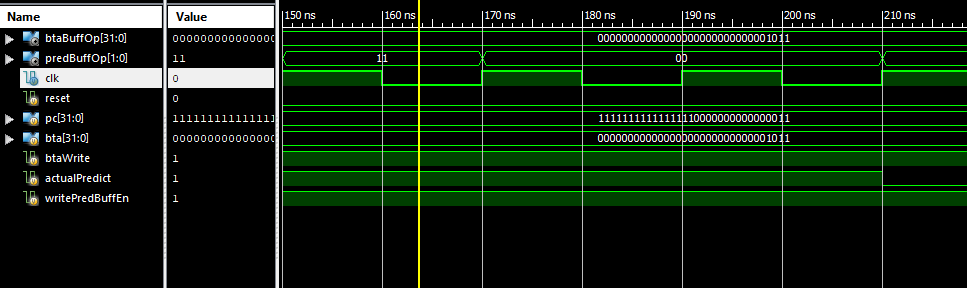 Name Value 150 ns 160 ns 170 ns 180 ns 190 ns 200 ns 210 ns
btaBuffOp[31:0] 000000000000000 00000000000000000000000000001011
predBuffOp[1:0] 11 11 00
clk 0
reset 0
pc[31:0] 111111111111111 11111111111111111000000000000011
bta[31:0] 000000000000000 00000000000000000000000000001011
btaWrite 1
actualPredict 1
writePredBuffEn 1